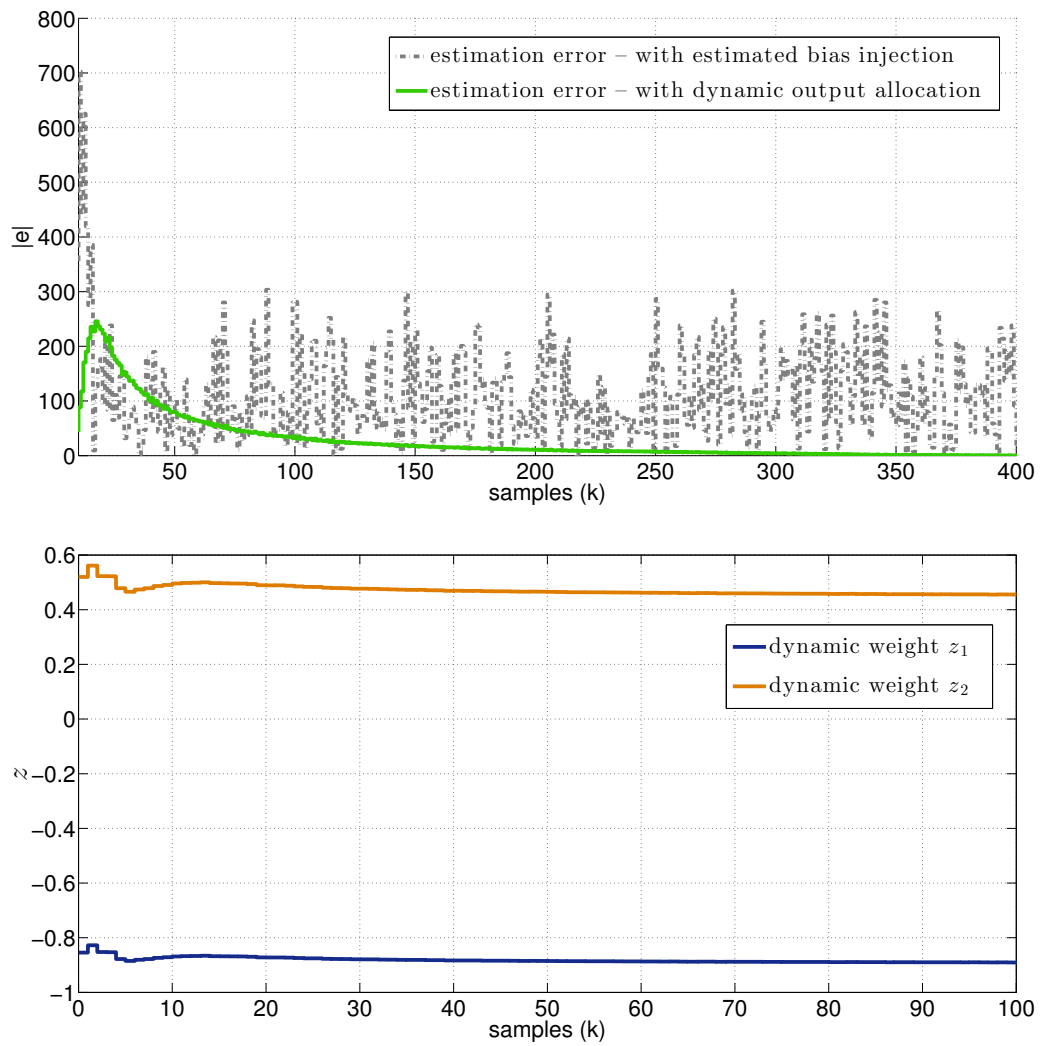 800
700
600
500
400
300
200
100
0
|e|
estimation error – with estimated bias injection
estimation error – with dynamic output allocation
50 100 150 200 250 300 350 400
samples (k)
0.6
0.4
0.2
0
−0.2
−0.4
−0.6
−0.8
−1
z
dynamic weight z₁
dynamic weight z₂
0 10 20 30 40 50 60 70 80 90 100
samples (k)